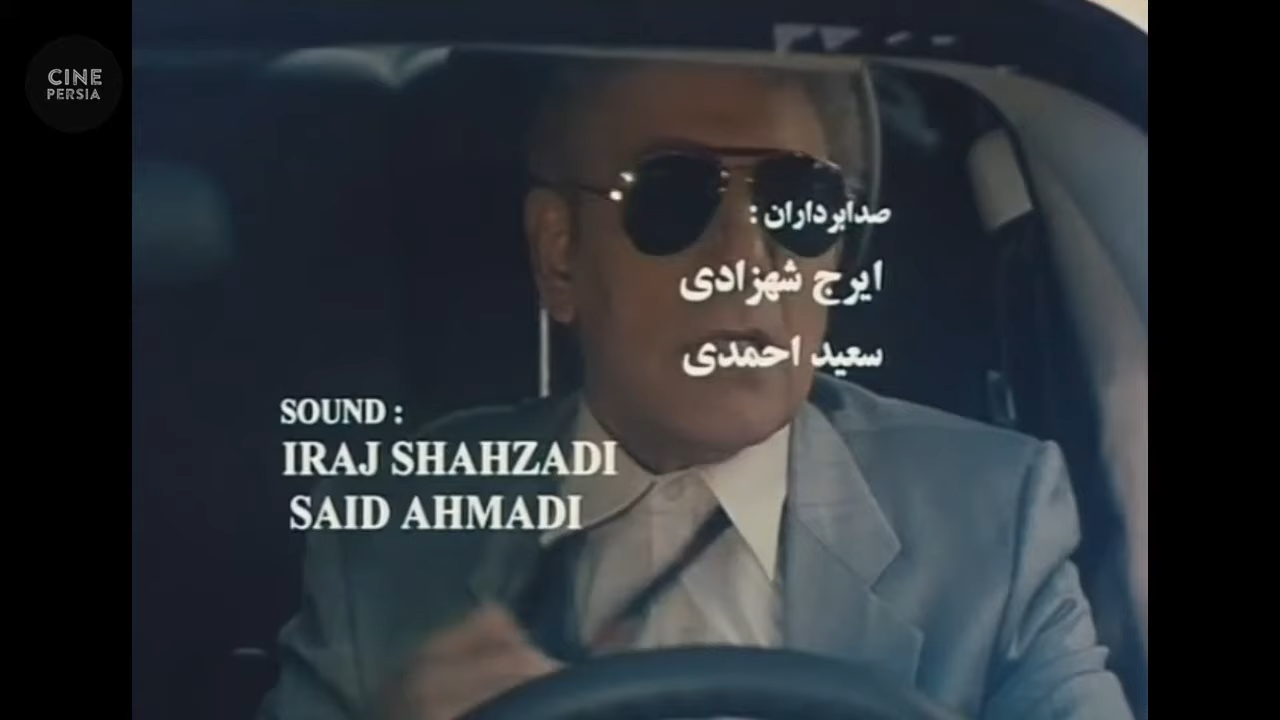 CINE
PERSIA
صدابرداران :
ایرج شهزادی
سعید احمدی
SOUND :
IRAJ SHAHZADI
SAID AHMADI